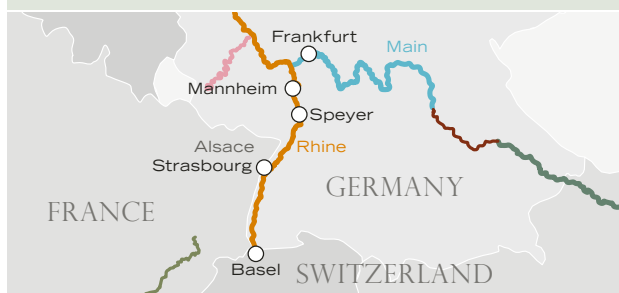 Frankfurt
Main
Mannheim
Speyer
Alsace
Rhine
Strasbourg
GERMANY
FRANCE
Basel
SWITZERLAND